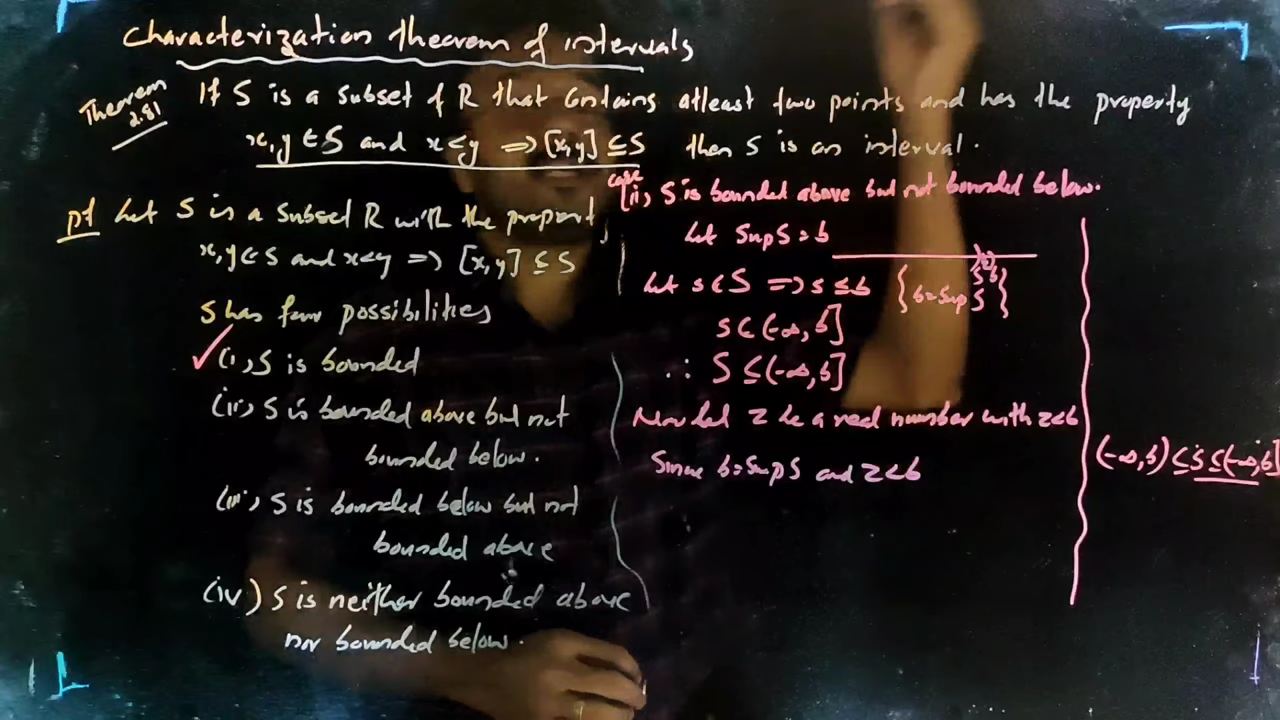 Characterization theorem of intervals
Theorem 2.81
If S is a subset of R that contains atleast two points and has the property
x,y ∈ S and x<y ⇒ [x,y] ⊆ S then S is an interval.
pf Let S is a subset R with the property
x,y ∈ S and x<y ⇒ [x,y] ⊆ S
S has four possibilities
✓ (i) S is bounded
(ii) S is bounded above but not
bounded below.
(iii) S is bounded below but not
bounded above
(iv) S is neither bounded above
nor bounded below.
case (ii) S is bounded above but not bounded below.
Let Sup S = b
Let s ∈ S ⇒ s ≤ b { b = Sup S }
s ∈ (-∞, b]
∴ S ⊆ (-∞, b]
Now let z be a real number with z<b
Since b = Sup S and z<b
(-∞, b) ⊆ S ⊆ (-∞, b]